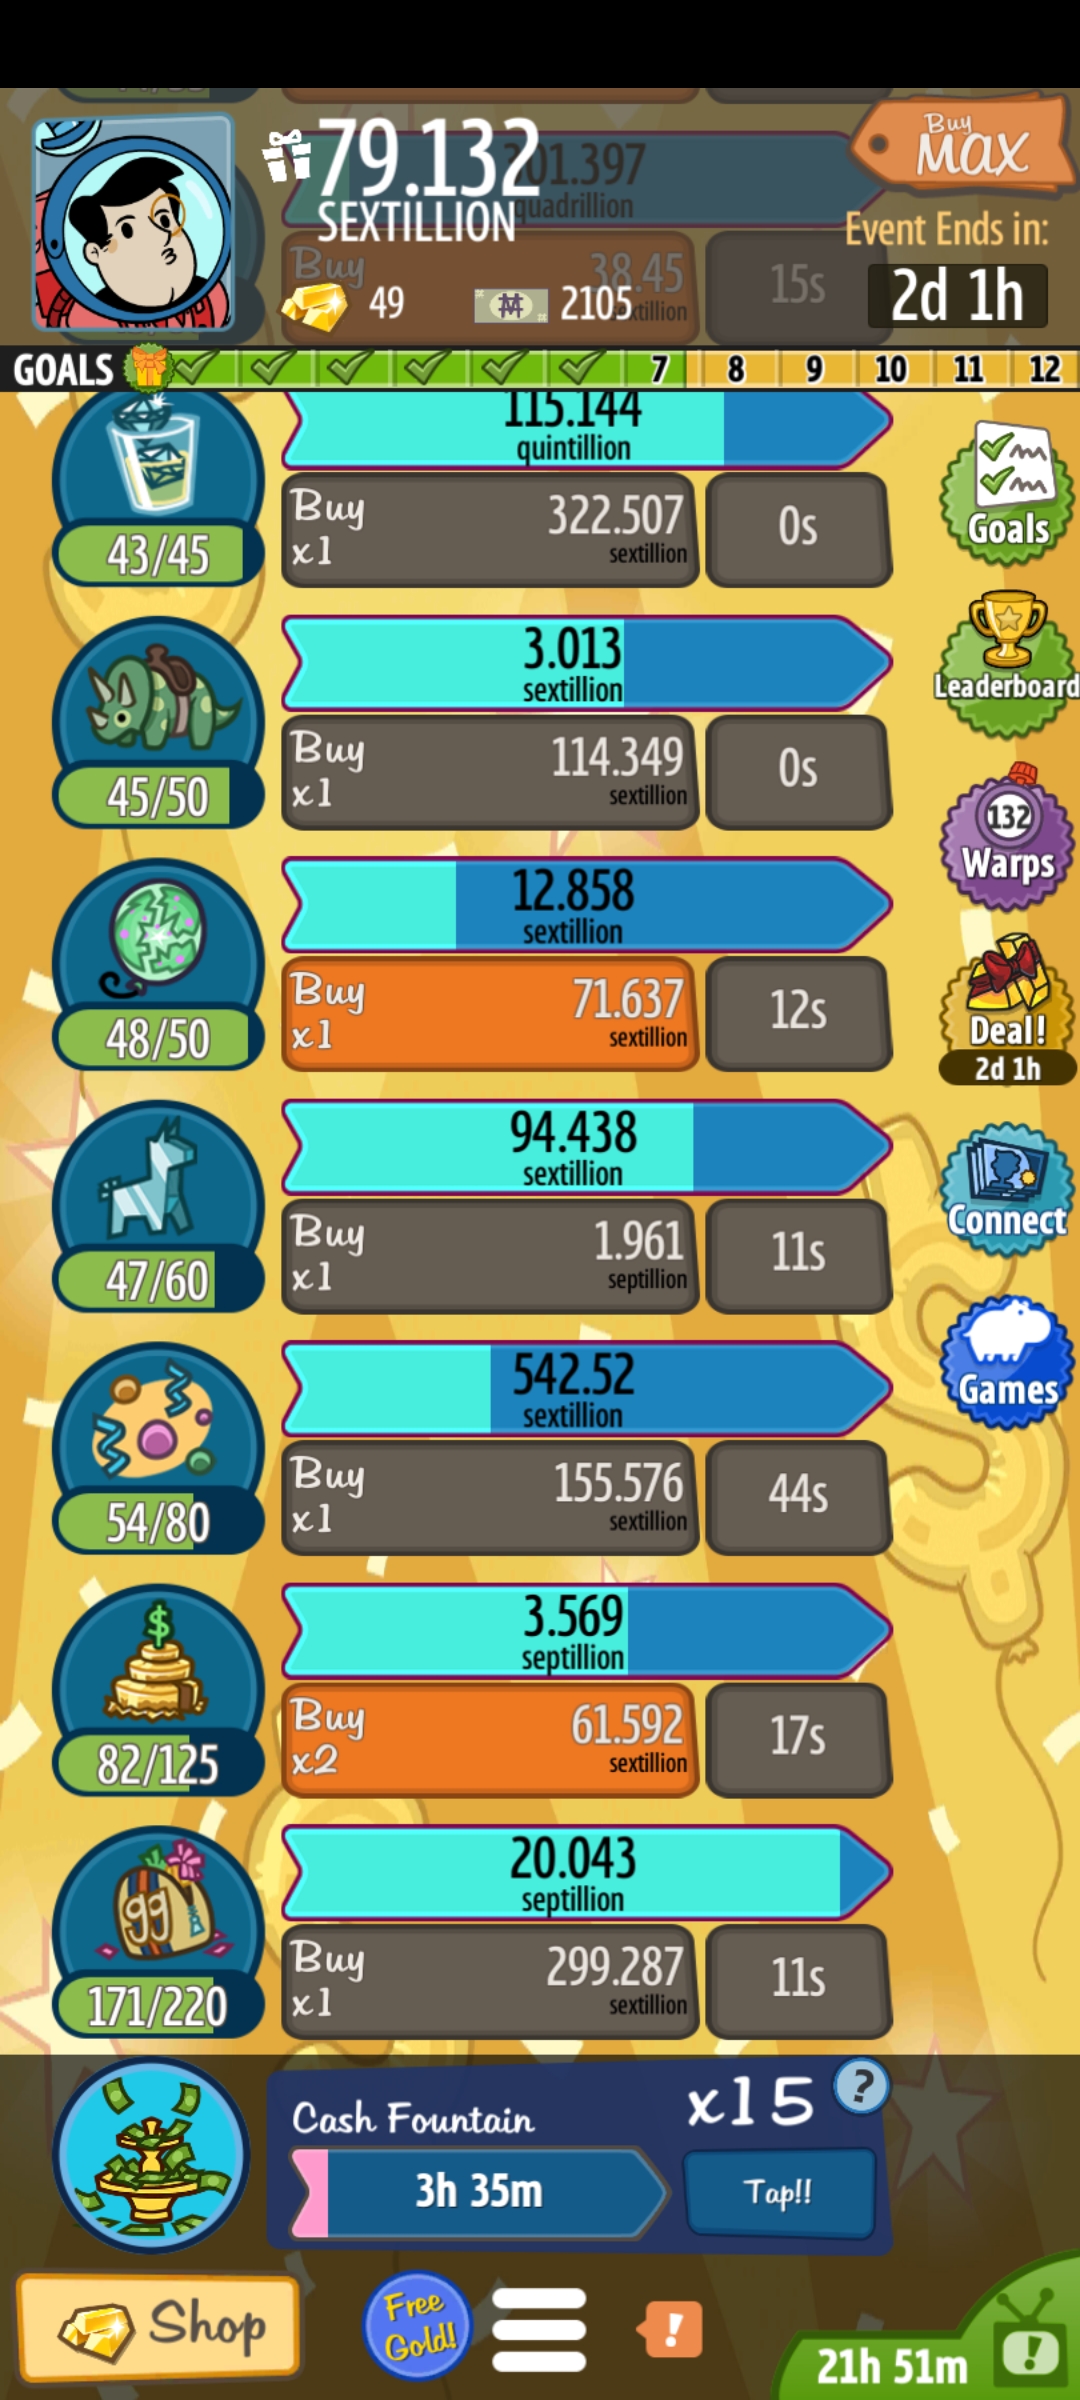 79.132
SEXTILLION
Buy
MAX
01.397
quadrillion
Event Ends in:
2d 1h
Buy
38.45
15s
49
2105
GOALS
7
8
9
10
11
12
115.144
quintillion
43/45
Buy
x1
322.507
sextillion
0s
Goals
3.013
sextillion
45/50
Buy
x1
114.349
sextillion
0s
Leaderboard
12.858
sextillion
48/50
Buy
x1
71.637
sextillion
12s
132
Warps
Deal!
2d 1h
94.438
sextillion
47/60
Buy
x1
1.961
septillion
11s
Connect
542.52
sextillion
54/80
Buy
x1
155.576
sextillion
44s
Games
$
3.569
septillion
82/125
Buy
x2
61.592
sextillion
17s
gg
20.043
septillion
171/220
Buy
x1
299.287
sextillion
11s
Cash Fountain
x15
?
3h 35m
Tap!!
Shop
Free
Gold!
!
21h 51m
!